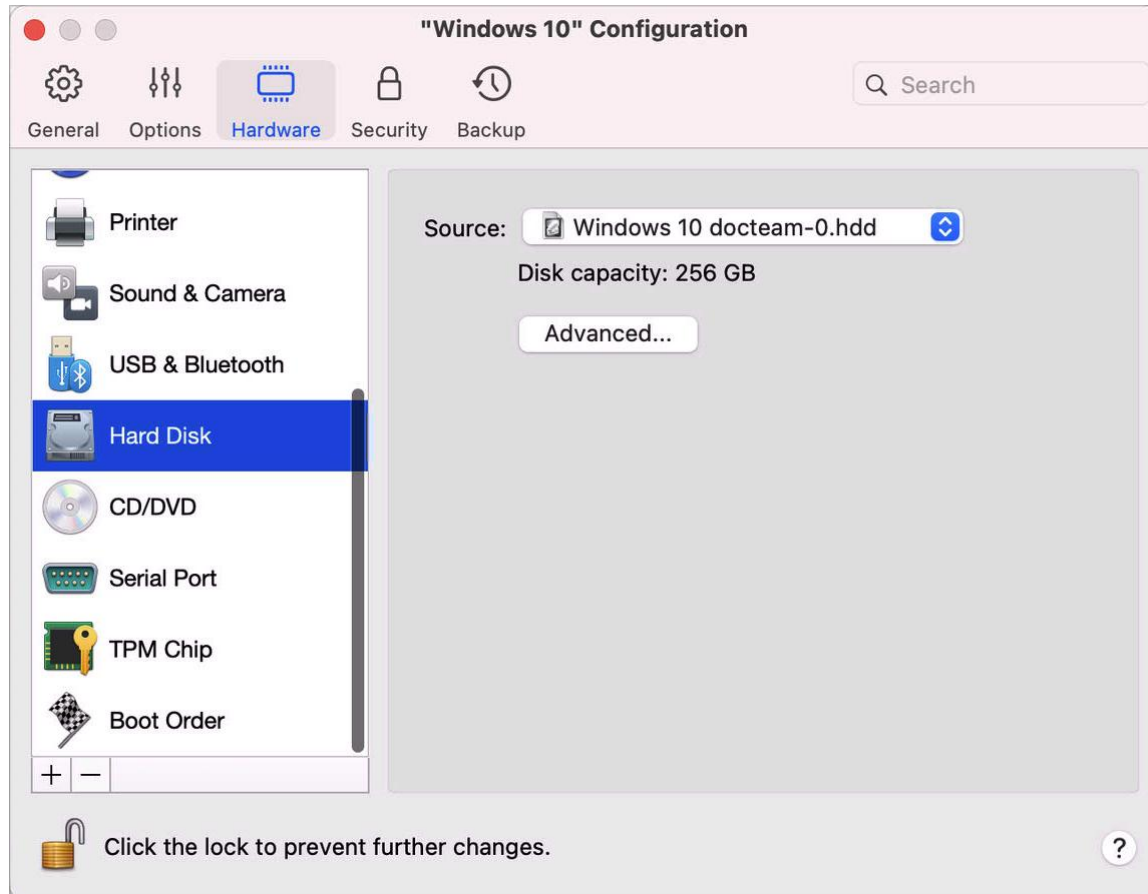 "Windows 10" Configuration
General Options Hardware Security Backup
Search
Printer
Sound & Camera
USB & Bluetooth
Hard Disk
CD/DVD
Serial Port
TPM Chip
Boot Order
Source: Windows 10 docteam-0.hdd
Disk capacity: 256 GB
Advanced...
+ −
Click the lock to prevent further changes.
?